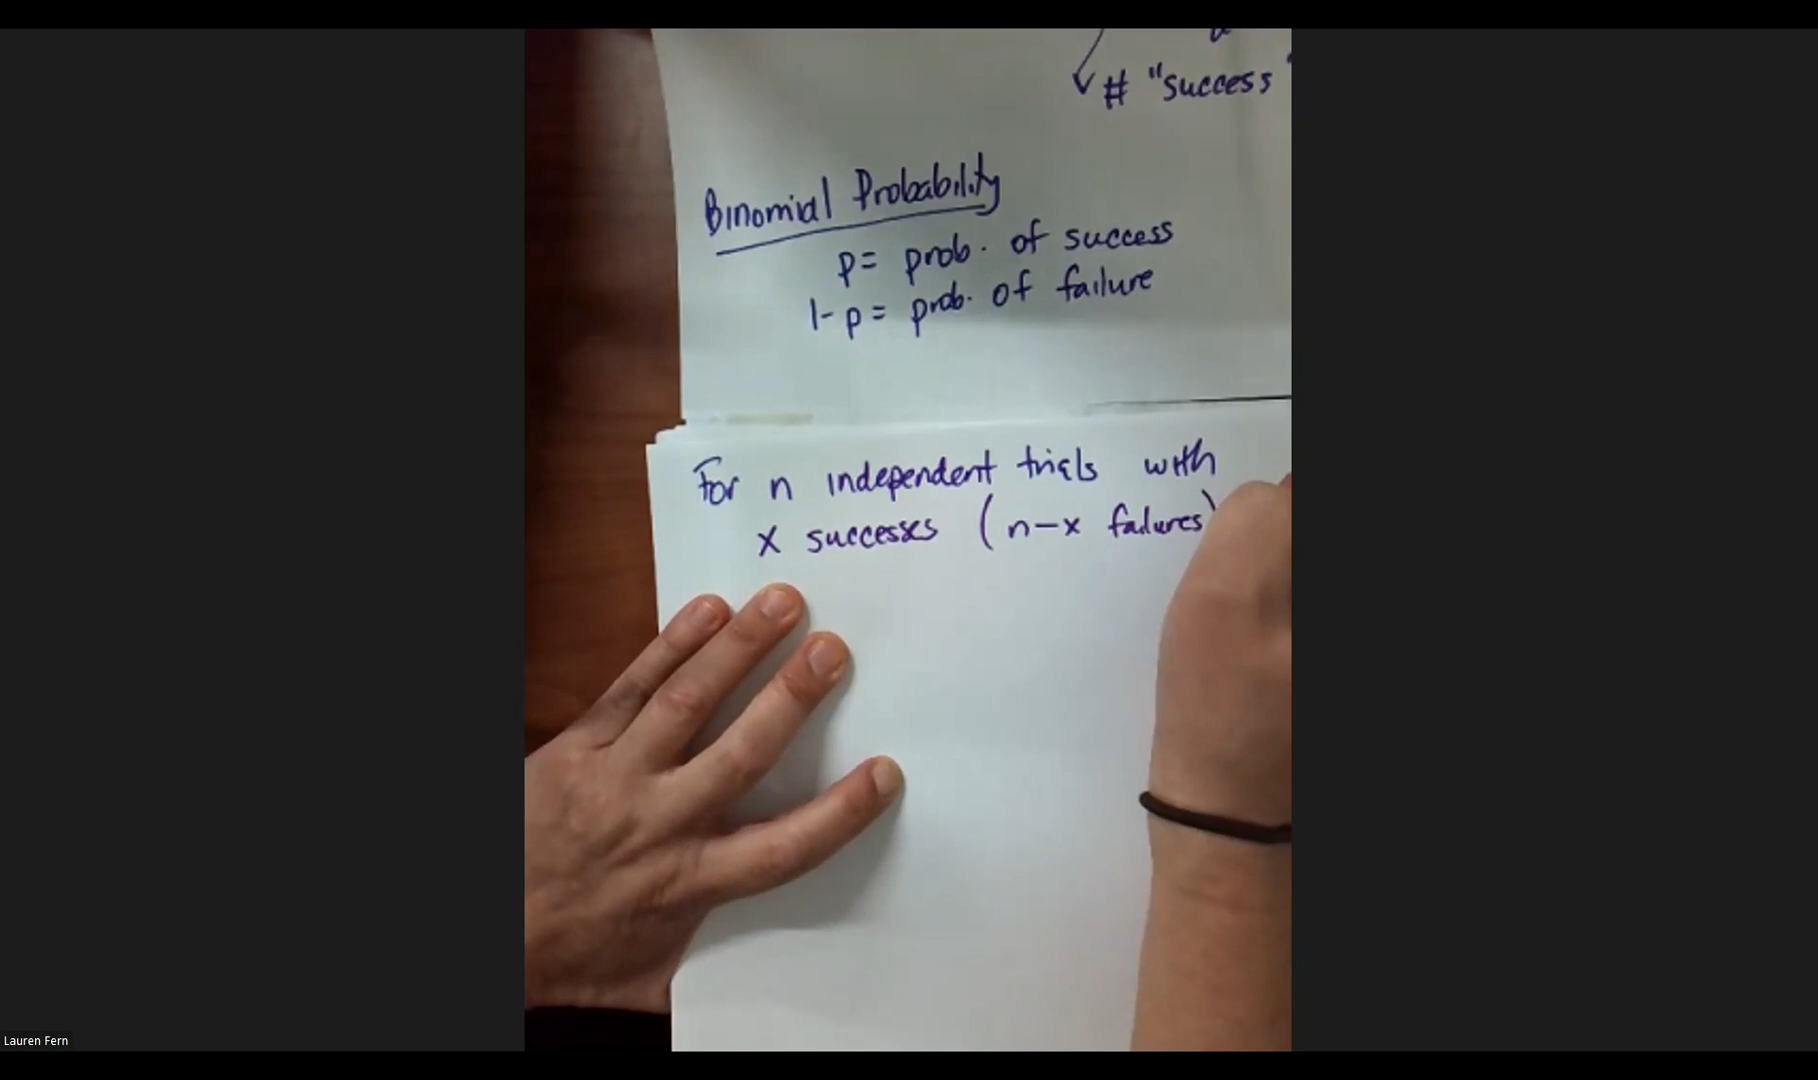 # "success"
Binomial Probability
p = prob. of success
1-p = prob. of failure
For n independent trials with
x successes (n-x failures)
Lauren Fern